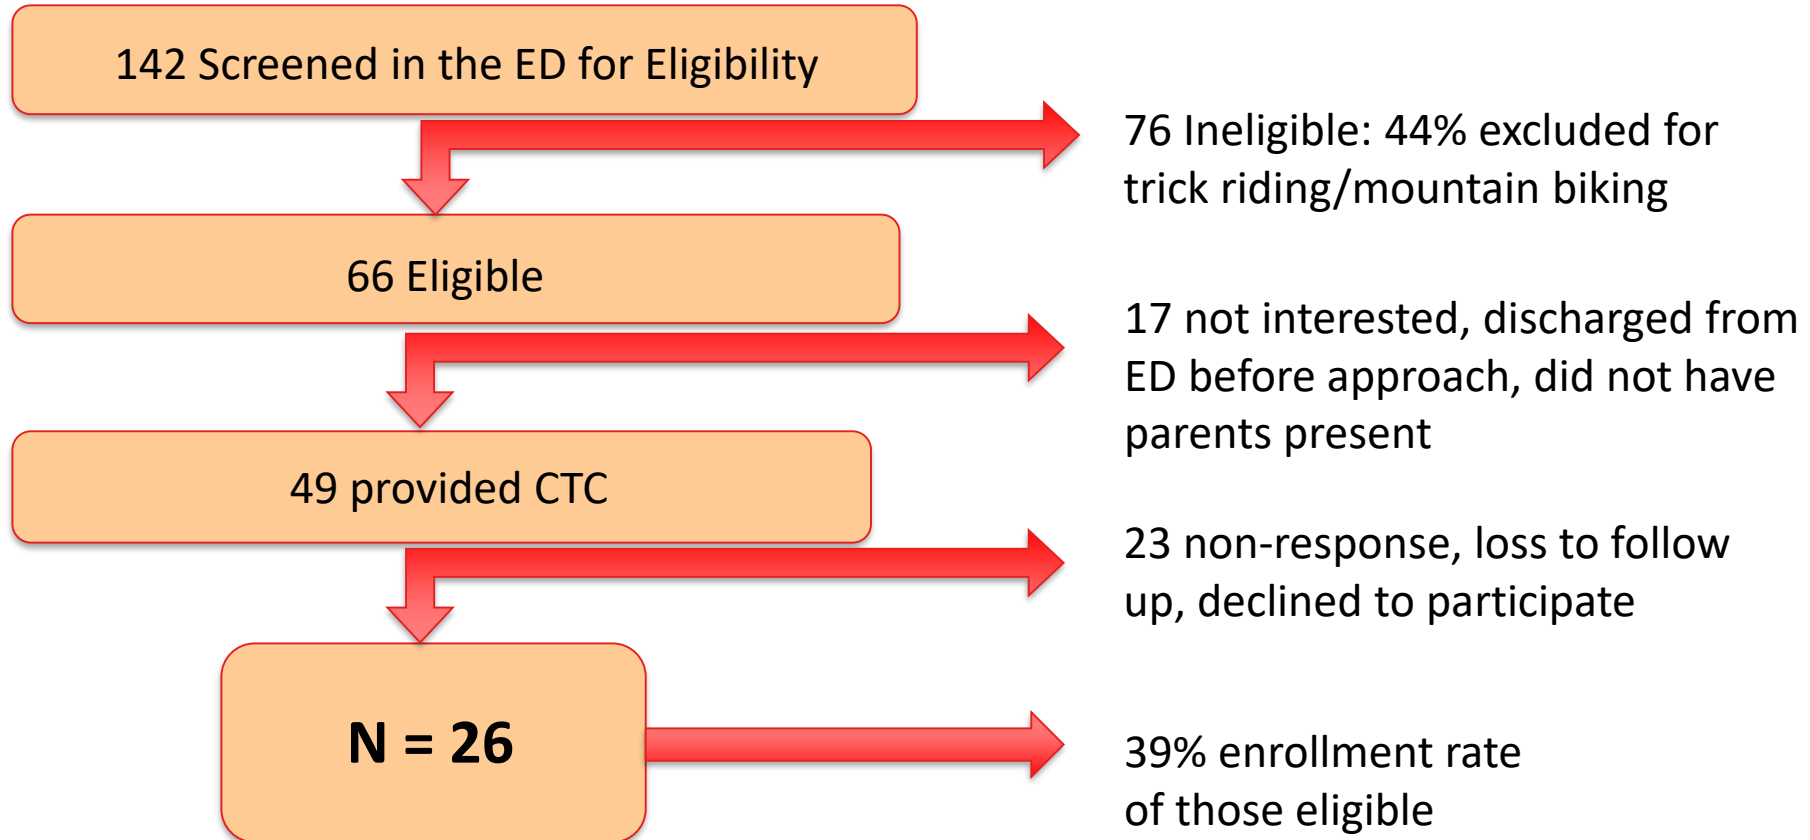 142 Screened in the ED for Eligibility
76 Ineligible: 44% excluded for
trick riding/mountain biking
66 Eligible
17 not interested, discharged from
ED before approach, did not have
parents present
49 provided CTC
23 non-response, loss to follow
up, declined to participate
N = 26
39% enrollment rate
of those eligible